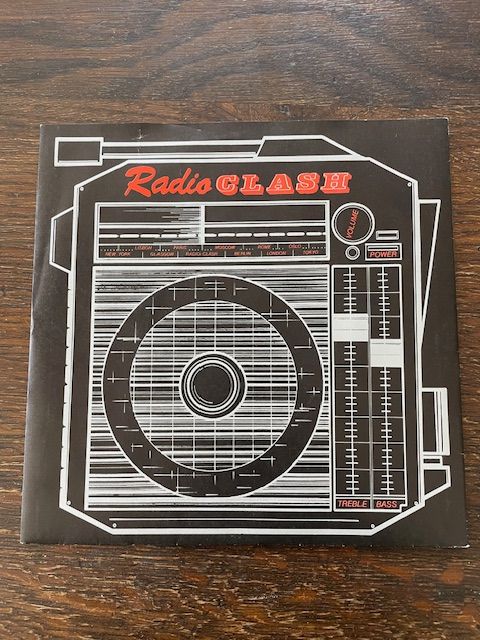 Radio CLASH
VOLUME
POWER
LISBON PARIS MOSCOW ROME OSLO
NEW YORK GLASGOW RADIO CLASH BERLIN LONDON TOKYO
TREBLE BASS